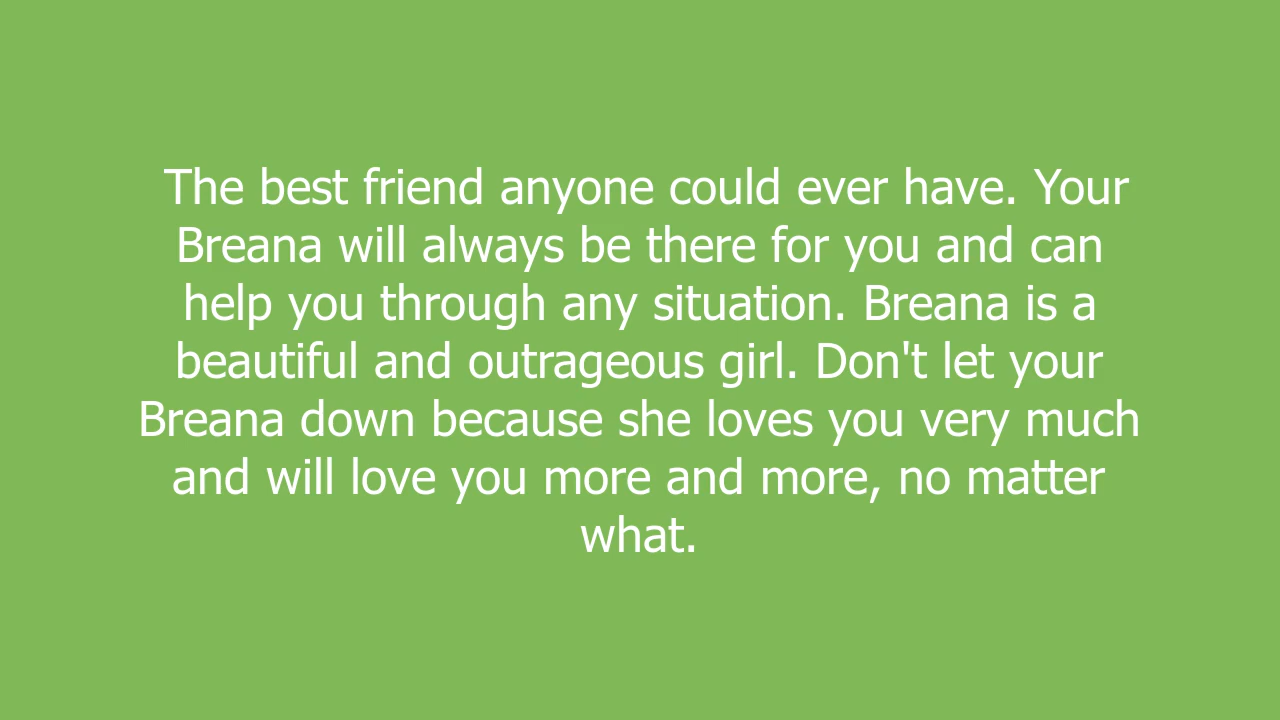 The best friend anyone could ever have. Your
Breana will always be there for you and can
help you through any situation. Breana is a
beautiful and outrageous girl. Don't let your
Breana down because she loves you very much
and will love you more and more, no matter
what.